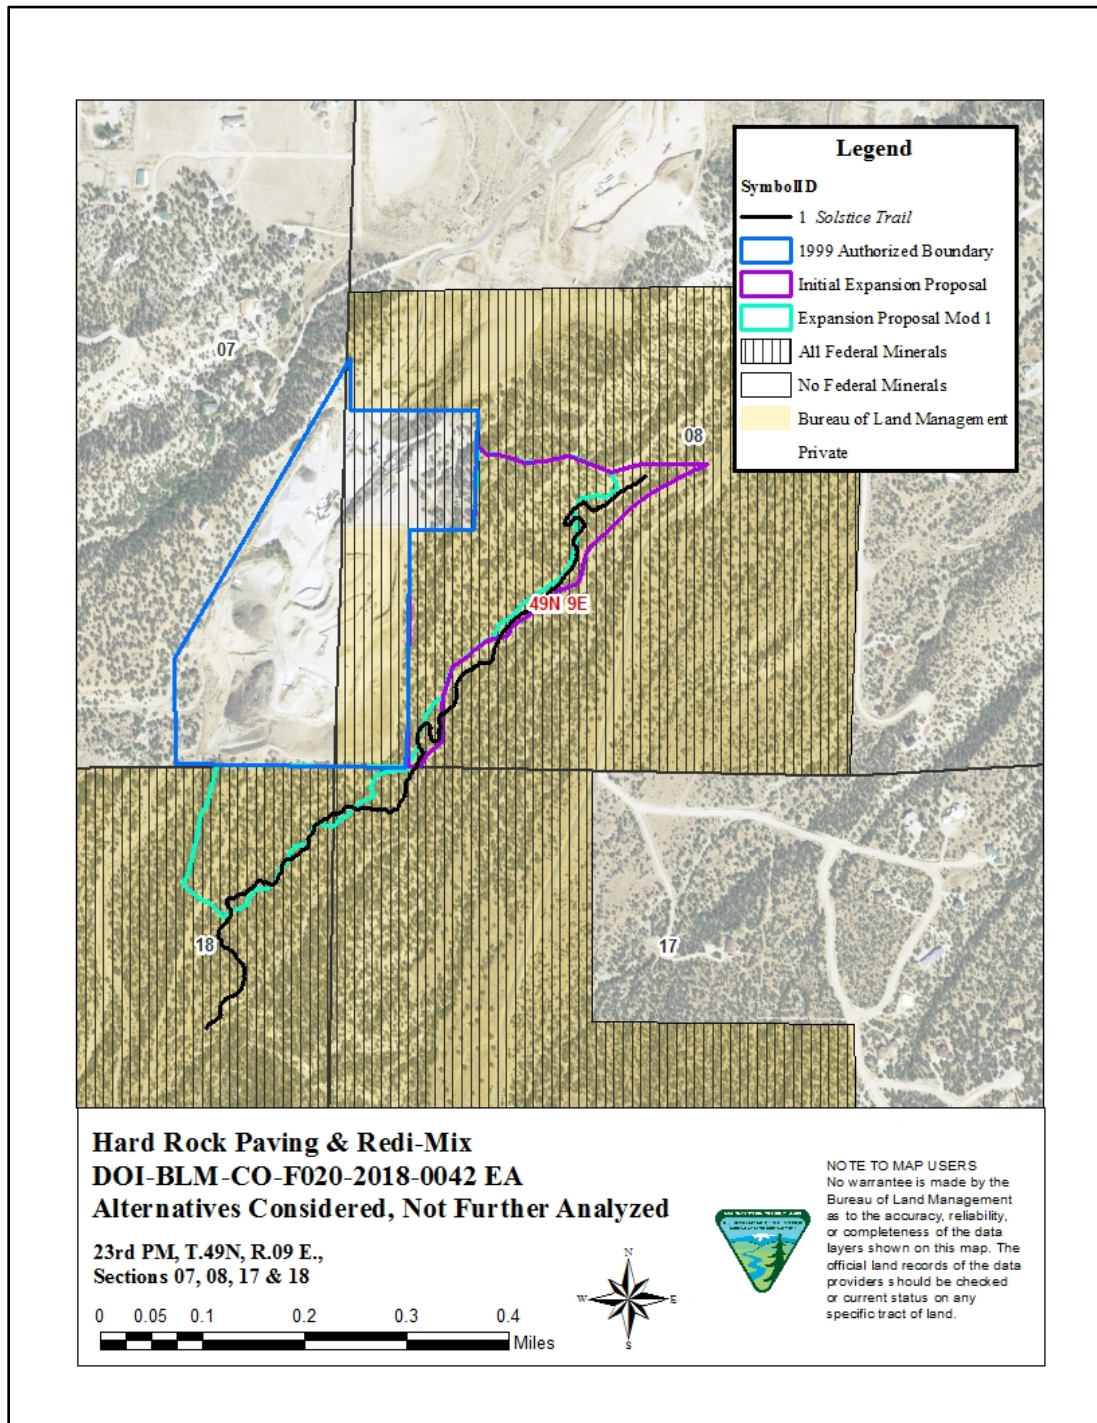 Legend
SymbolID
1 Solstice Trail
1999 Authorized Boundary
Initial Expansion Proposal
Expansion Proposal Mod 1
All Federal Minerals
No Federal Minerals
Bureau of Land Management
Private
07
08
49N 9E
18
17
Hard Rock Paving & Redi-Mix
DOI-BLM-CO-F020-2018-0042 EA
Alternatives Considered, Not Further Analyzed
23rd PM, T.49N, R.09 E.,
Sections 07, 08, 17 & 18
0 0.05 0.1 0.2 0.3 0.4
Miles
N
W E
S
NOTE TO MAP USERS
No warrantee is made by the
Bureau of Land Management
as to the accuracy, reliability,
or completeness of the data
layers shown on this map. The
official land records of the data
providers should be checked
or current status on any
specific tract of land.